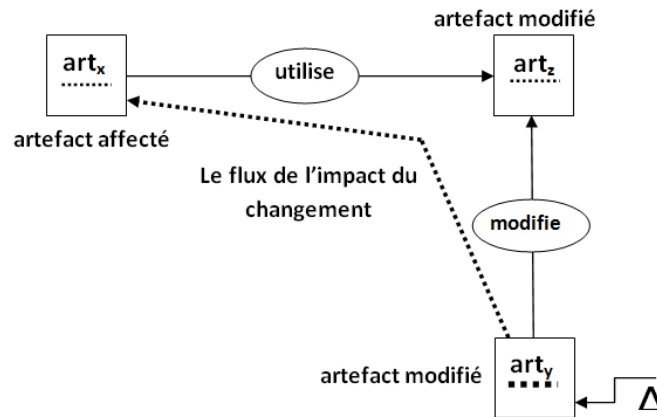 artefact modifié
art_x
utilise
art_z
artefact affecté
Le flux de l’impact du
changement
modifie
artefact modifié
art_y
Δ